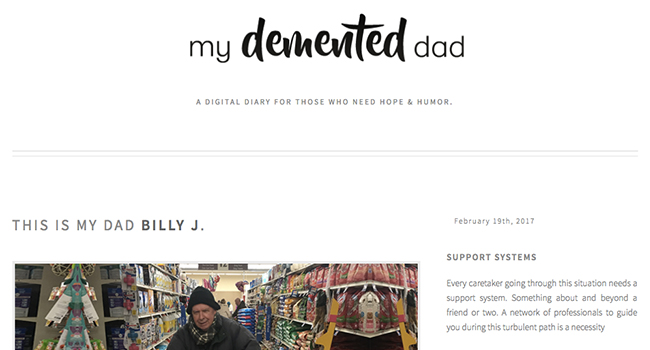 my demented dad
A DIGITAL DIARY FOR THOSE WHO NEED HOPE & HUMOR.
THIS IS MY DAD BILLY J.
February 19th, 2017
SUPPORT SYSTEMS
Every caretaker going through this situation needs a
support system. Something about and beyond a
friend or two. A network of professionals to guide
you during this turbulent path is a necessity